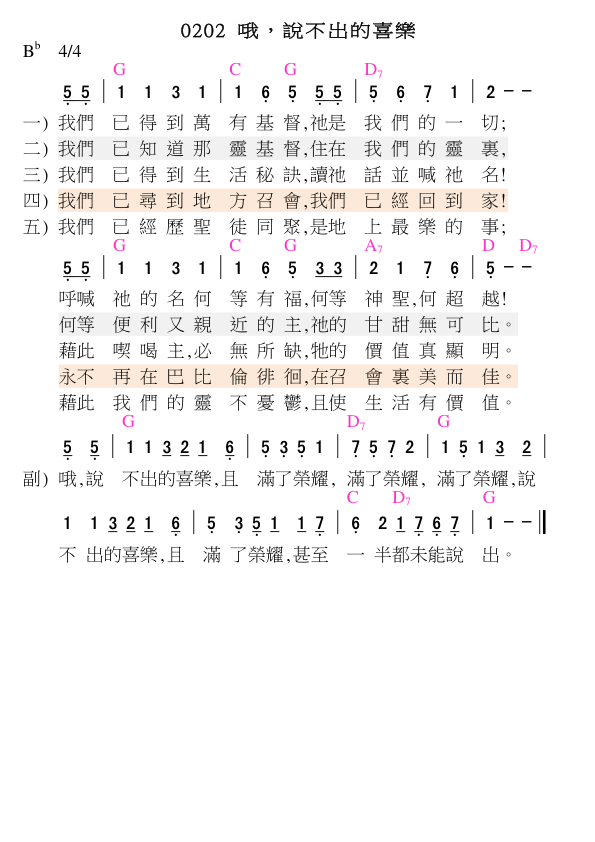 0202 哦，說不出的喜樂
Bb 4/4
G C G D7
5 5 | 1 1 3 1 | 1 6 5 5 5 | 5 6 7 1 | 2 – –
一) 我們 已 得 到 萬 有 基 督,祂是 我 們 的 一 切;
二) 我們 已 知 道 那 靈 基 督,住在 我 們 的 靈 裏,
三) 我們 已 得 到 生 活 秘 訣,讀祂 話 並 喊 祂 名!
四) 我們 已 尋 到 地 方 召 會,我們 已 經 回 到 家!
五) 我們 已 經 歷 聖 徒 同 聚,是地 上 最 樂 的 事;
G C G A7 D D7
5 5 | 1 1 3 1 | 1 6 5 3 3 | 2 1 7 6 | 5 – –
呼喊 祂 的 名 何 等 有 福,何等 神 聖,何 超 越!
何等 便 利 又 親 近 的 主,祂的 甘 甜 無 可 比。
藉此 喫 喝 主,必 無 所 缺,牠的 價 值 真 顯 明。
永不 再 在 巴 比 倫 徘 徊,在召 會 裏 美 而 佳。
藉此 我 們 的 靈 不 憂 鬱,且使 生 活 有 價 值。
G D7 G
5 5 | 1 1 3 2 1 6 | 5 3 5 1 | 7 5 7 2 | 1 5 1 3 2 |
副) 哦,說 不出的喜樂,且 滿了榮耀, 滿了榮耀, 滿了榮耀,說
C D7 G
1 1 3 2 1 6 | 5 3 5 1 1 7 | 6 2 1 7 6 7 | 1 – – ‖
不 出的喜樂,且 滿 了榮耀,甚至 一 半都未能說 出。